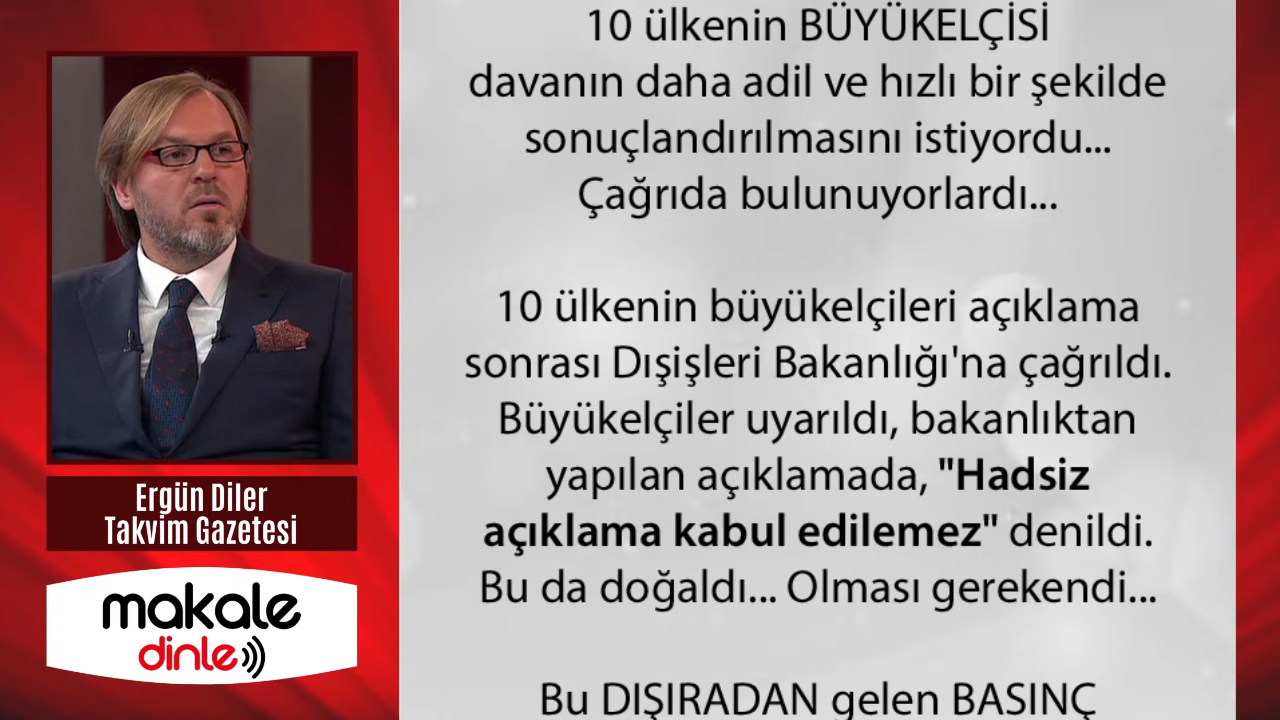 10 ülkenin BÜYÜKELÇİSİ
davanın daha adil ve hızlı bir şekilde
sonuçlandırılmasını istiyordu...
Çağrıda bulunuyorlardı...
10 ülkenin büyükelçileri açıklama
sonrası Dışişleri Bakanlığı'na çağrıldı.
Büyükelçiler uyarıldı, bakanlıktan
yapılan açıklamada, "Hadsiz
açıklama kabul edilemez" denildi.
Bu da doğaldı... Olması gerekendi...
Bu DIŞIRADAN gelen BASINÇ
Ergün Diler
Takvim Gazetesi
makale
dinle